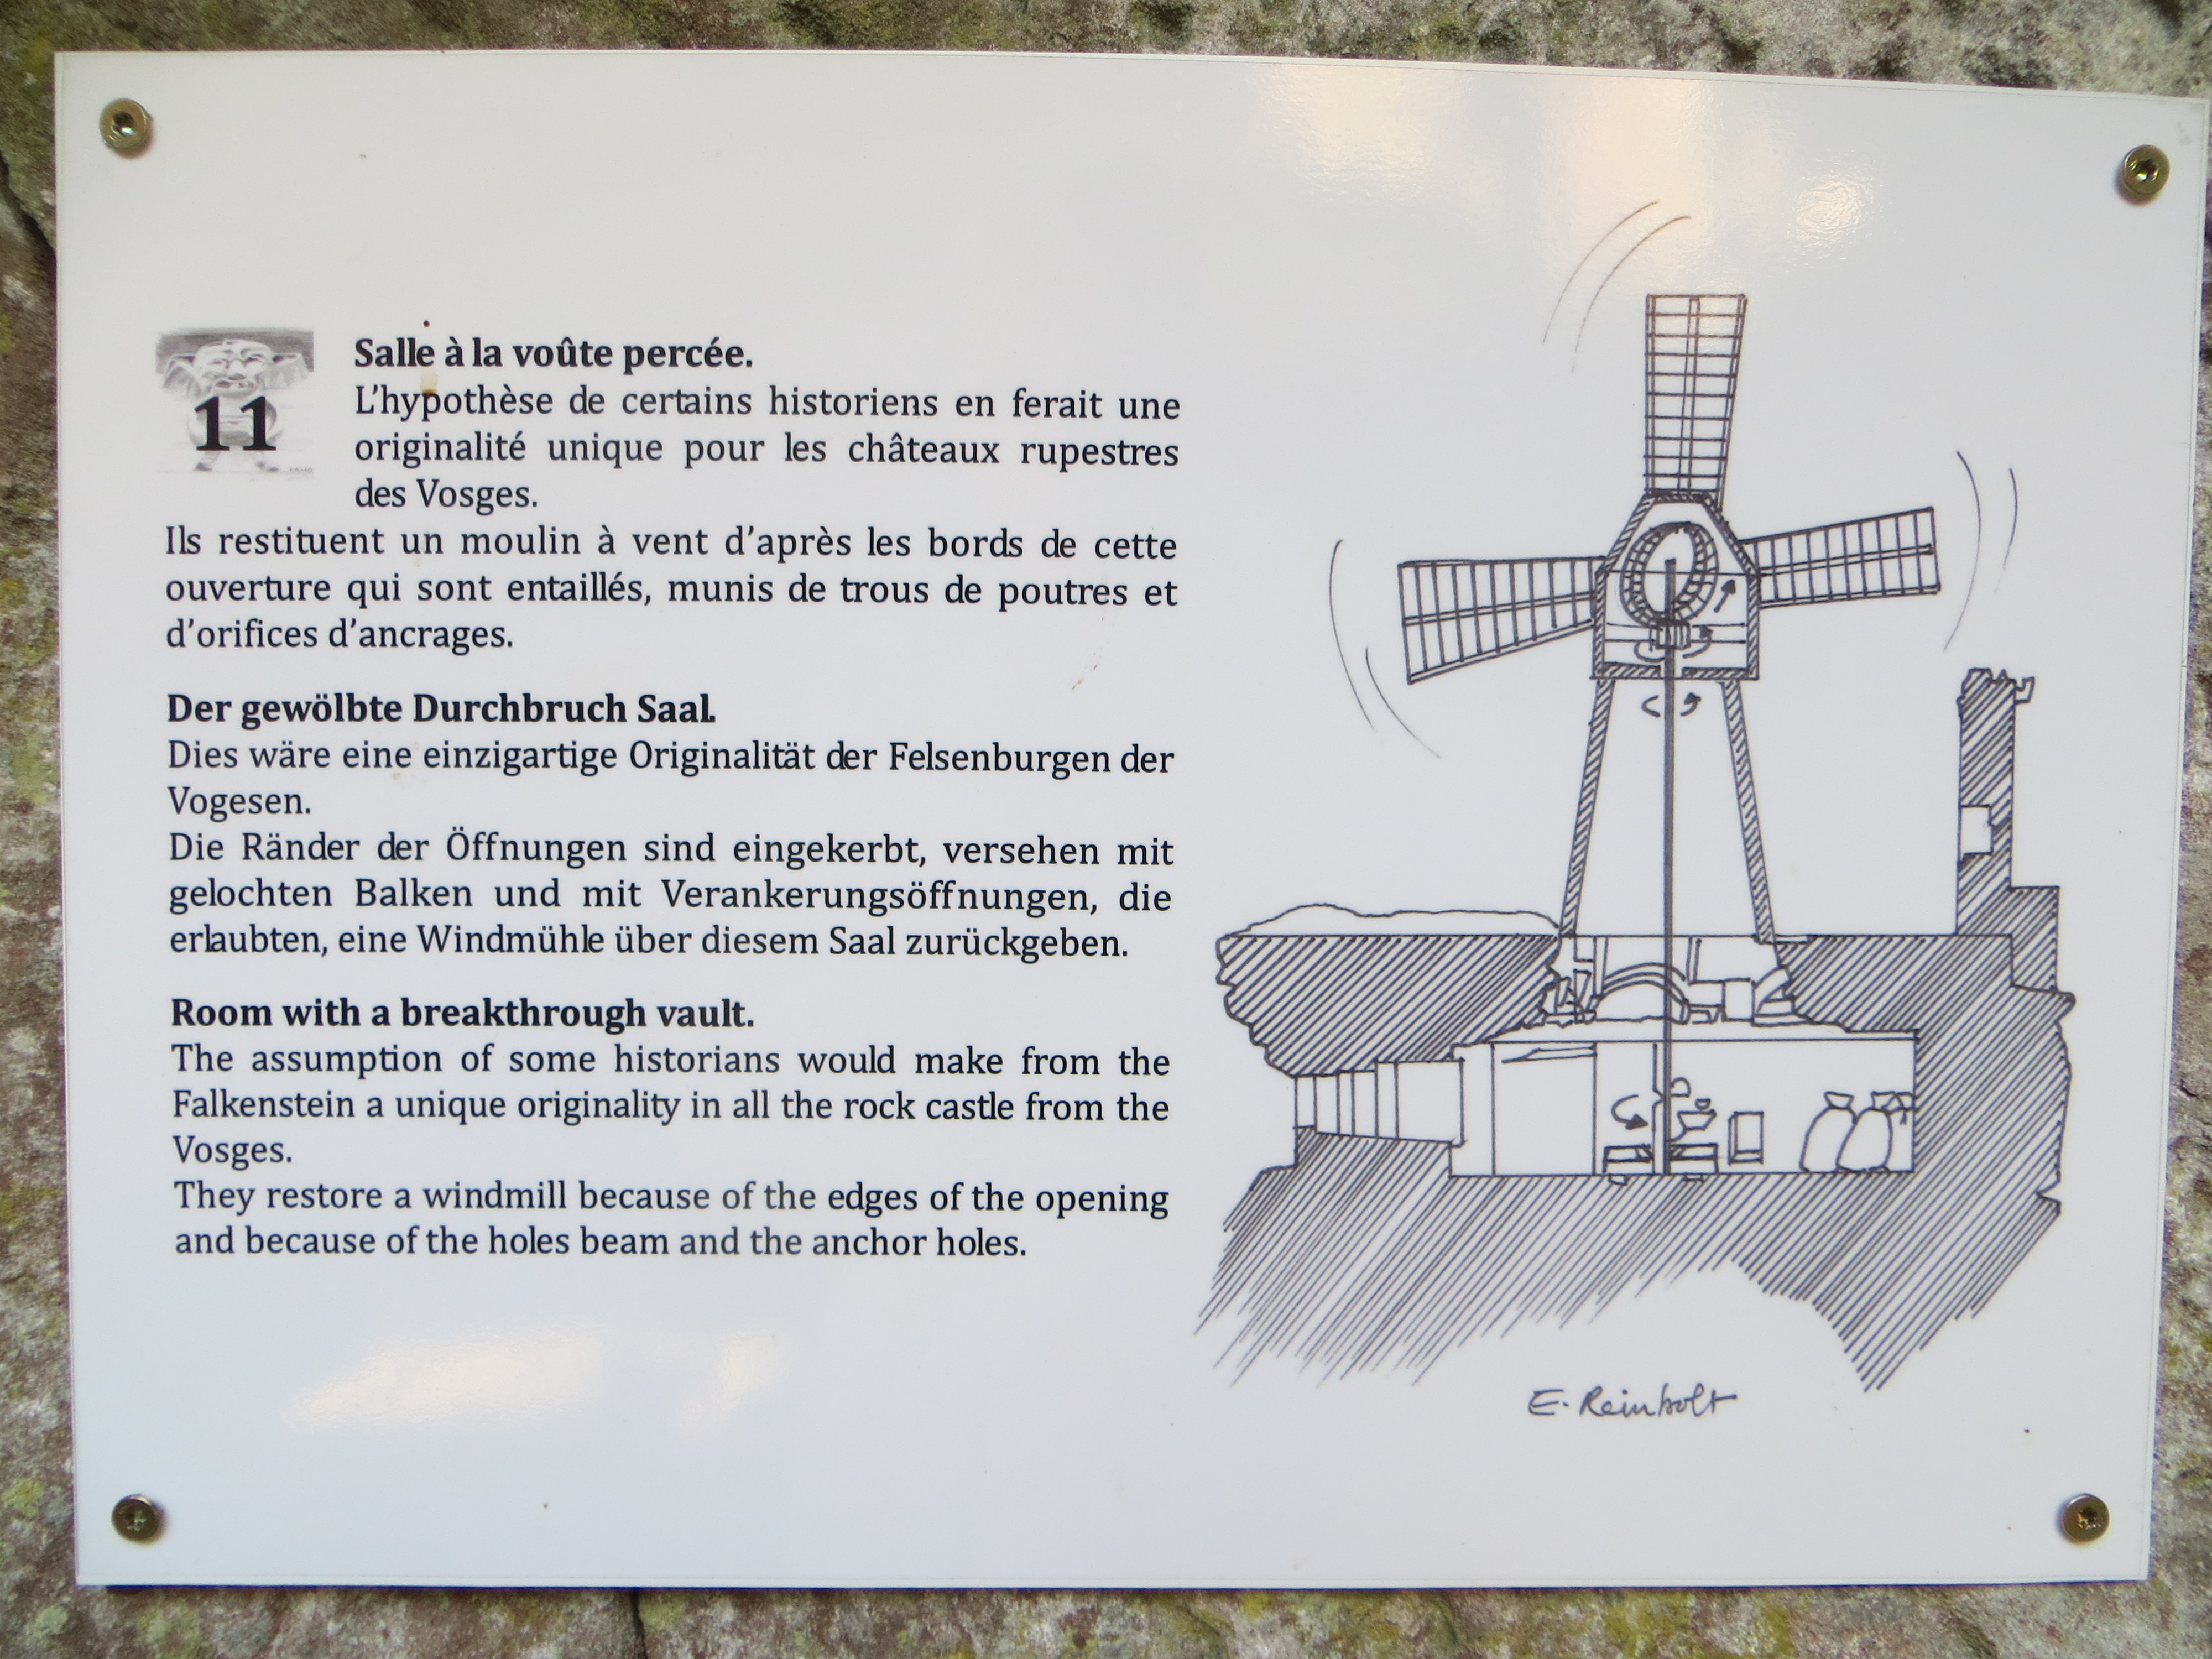 11
Salle à la voûte percée.
L'hypothèse de certains historiens en ferait une
originalité unique pour les châteaux rupestres
des Vosges.
Ils restituent un moulin à vent d'après les bords de cette
ouverture qui sont entaillés, munis de trous de poutres et
d'orifices d'ancrages.
Der gewölbte Durchbruch Saal.
Dies wäre eine einzigartige Originalität der Felsenburgen der
Vogesen.
Die Ränder der Öffnungen sind eingekerbt, versehen mit
gelochten Balken und mit Verankerungsöffnungen, die
erlaubten, eine Windmühle über diesem Saal zurückgeben.
Room with a breakthrough vault.
The assumption of some historians would make from the
Falkenstein a unique originality in all the rock castle from the
Vosges.
They restore a windmill because of the edges of the opening
and because of the holes beam and the anchor holes.
E. Reinbolt